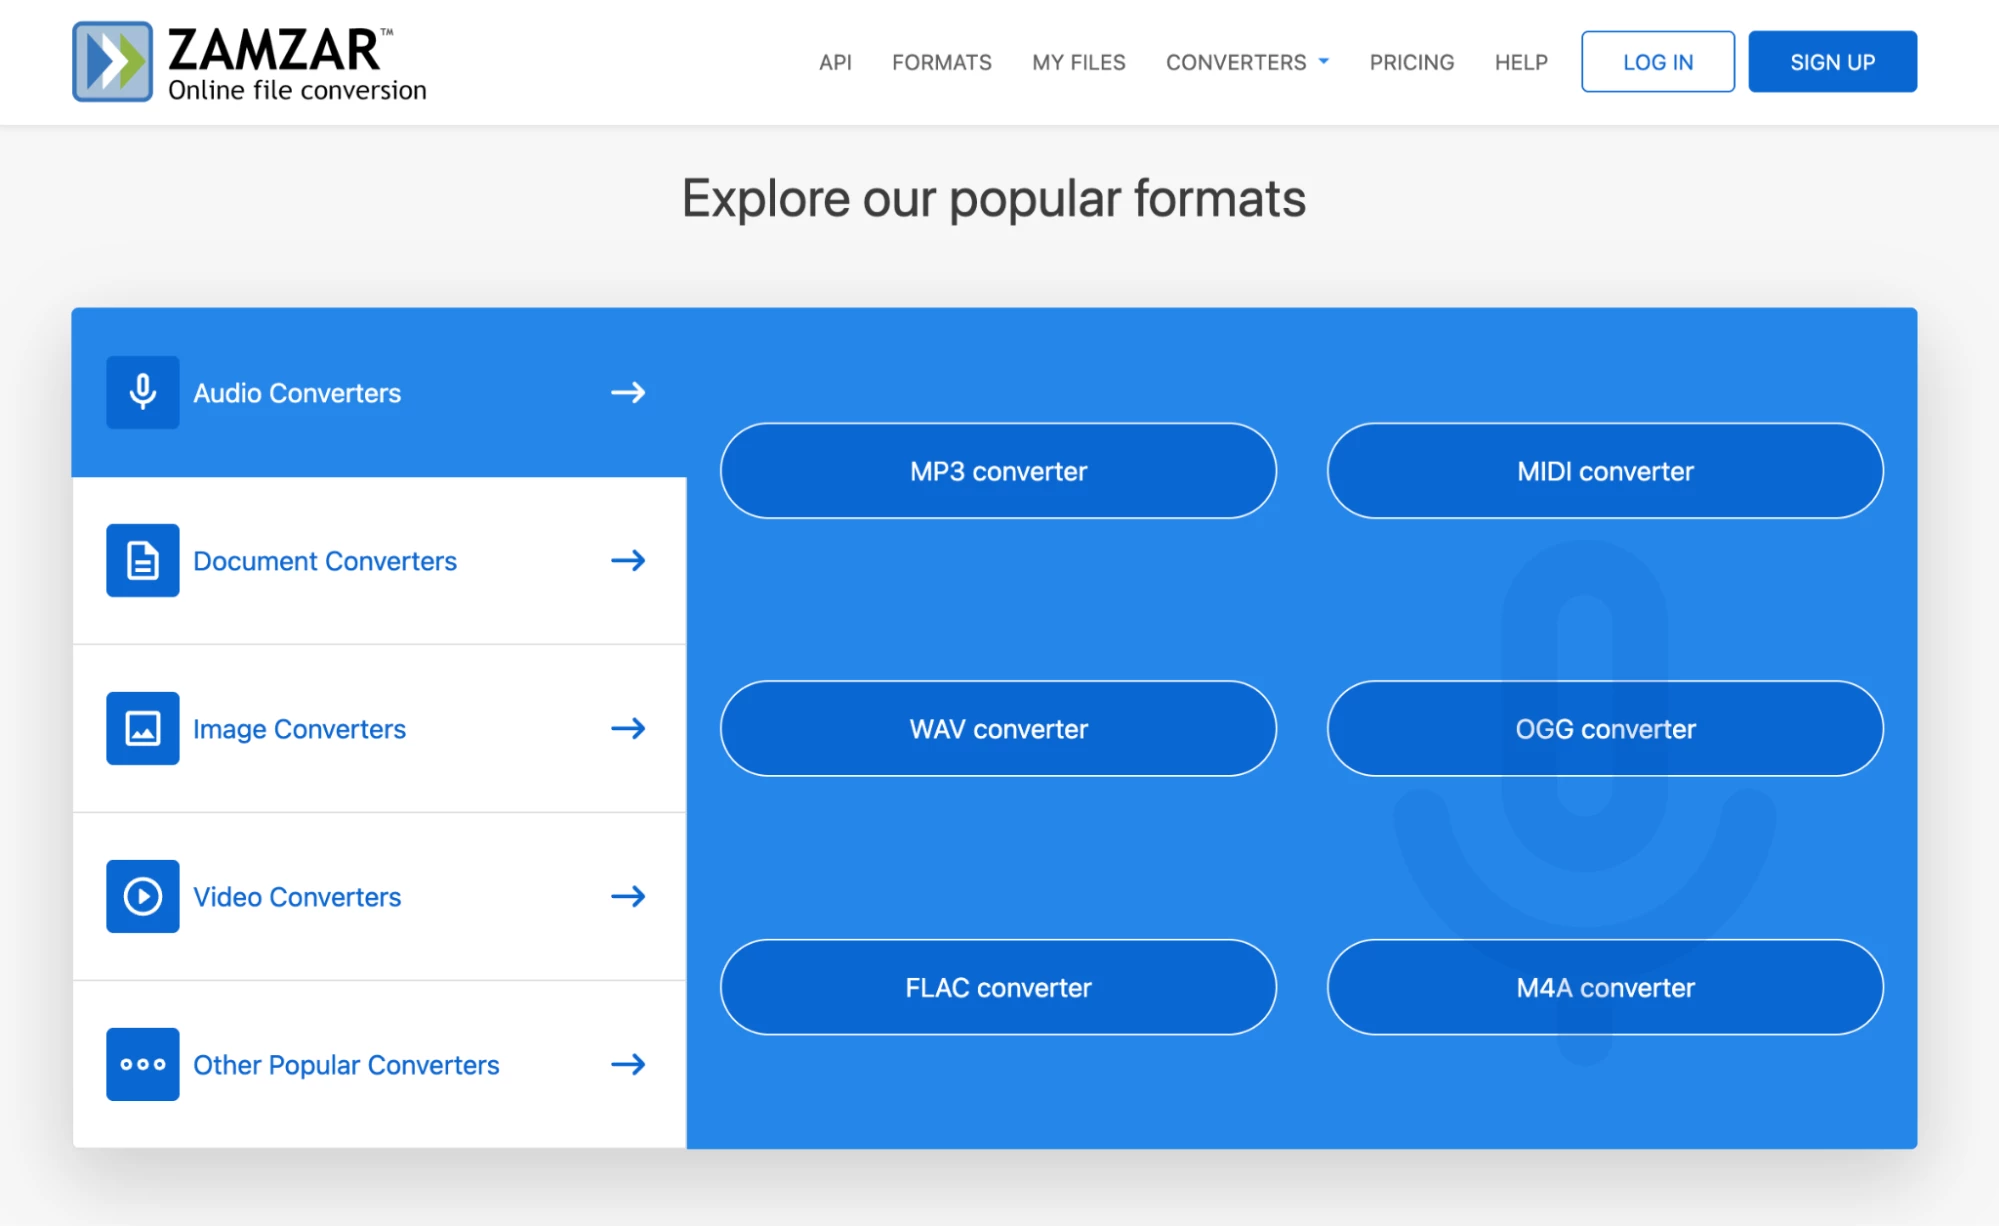 ZAMZAR™
Online file conversion
API FORMATS MY FILES CONVERTERS PRICING HELP LOG IN SIGN UP
Explore our popular formats
Audio Converters
Document Converters
Image Converters
Video Converters
Other Popular Converters
MP3 converter MIDI converter
WAV converter OGG converter
FLAC converter M4A converter